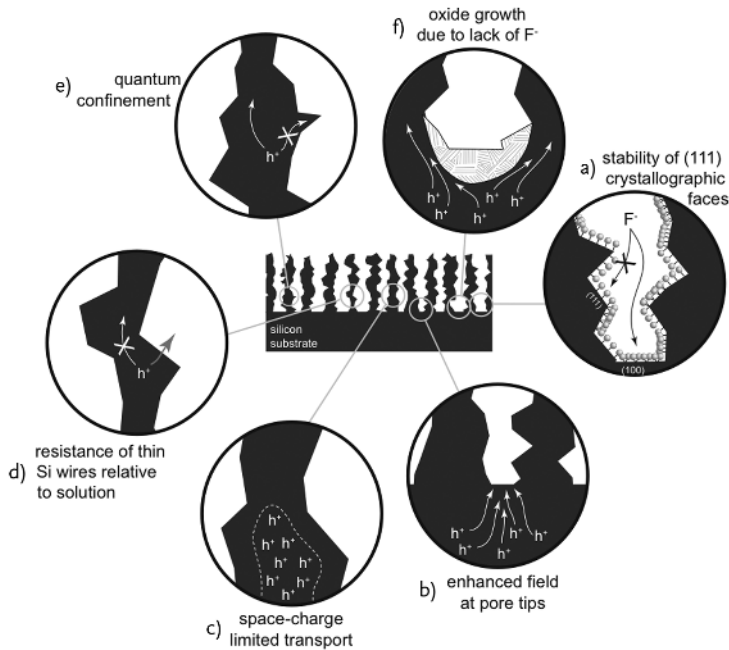 f) oxide growth
due to lack of F-
e) quantum
confinement
h+
h+ h+
h+ h+
h+
a) stability of (111)
crystallographic
faces
F-
(111)
(100)
silicon
substrate
h+
d) resistance of thin
Si wires relative
to solution
h+
h+ h+
h+ h+
h+ h+
h+
c) space-charge
limited transport
h+ h+
h+ h+
h+
b) enhanced field
at pore tips